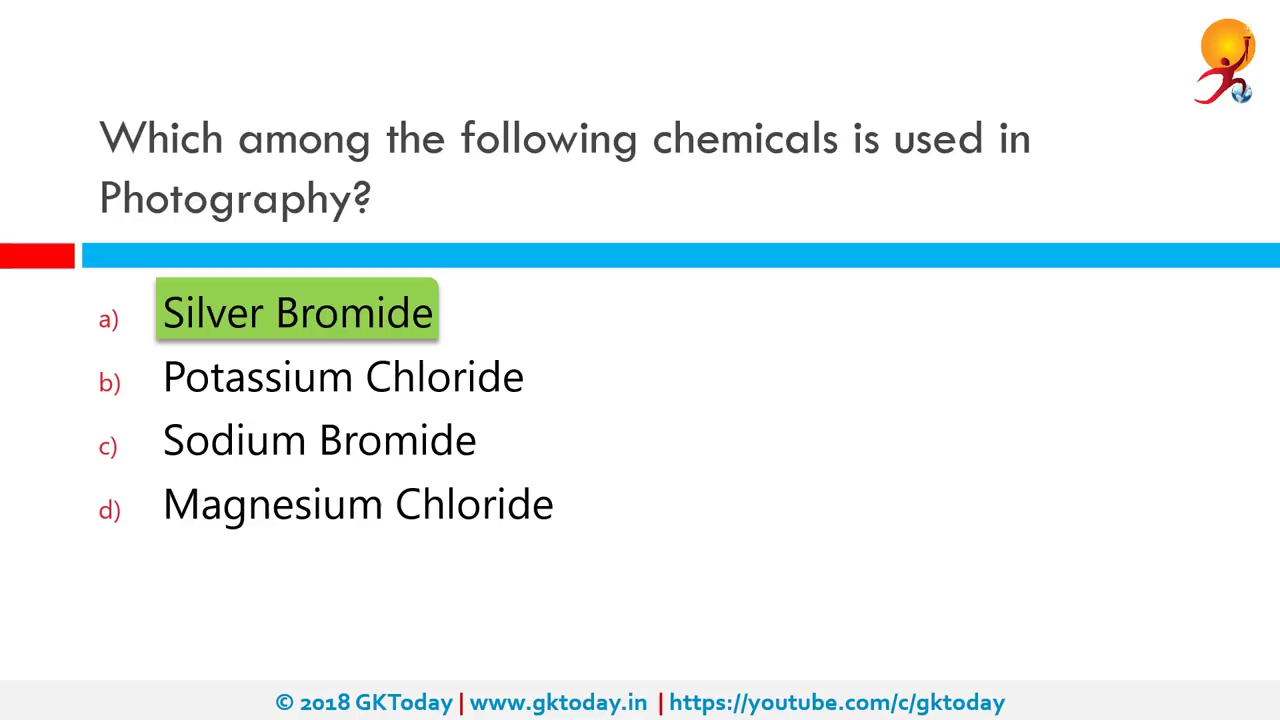 Which among the following chemicals is used in
Photography?
a) Silver Bromide
b) Potassium Chloride
c) Sodium Bromide
d) Magnesium Chloride
© 2018 GKToday | www.gktoday.in | https://youtube.com/c/gktoday